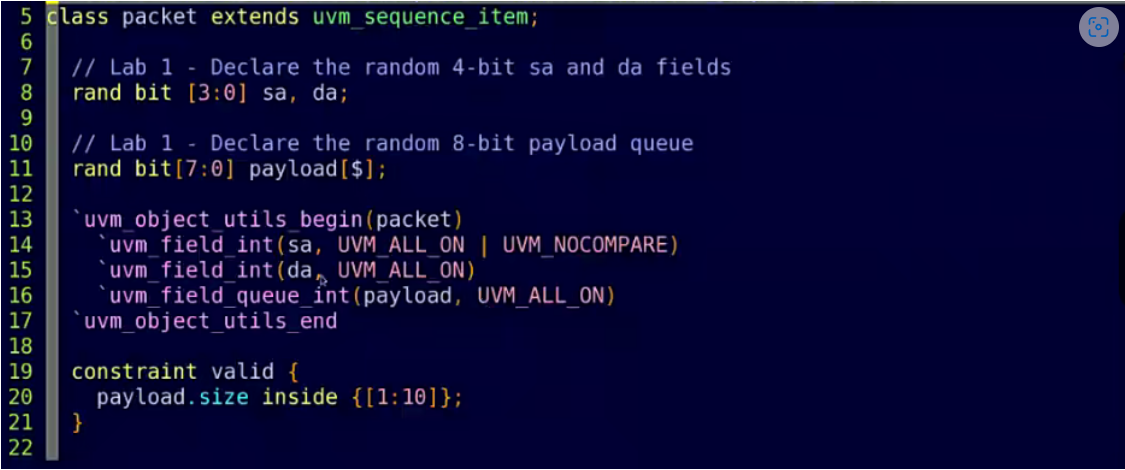 5 class packet extends uvm_sequence_item;
6
7 // Lab 1 - Declare the random 4-bit sa and da fields
8 rand bit [3:0] sa, da;
9
10 // Lab 1 - Declare the random 8-bit payload queue
11 rand bit[7:0] payload[$];
12
13 `uvm_object_utils_begin(packet)
14 `uvm_field_int(sa, UVM_ALL_ON | UVM_NOCOMPARE)
15 `uvm_field_int(da, UVM_ALL_ON)
16 `uvm_field_queue_int(payload, UVM_ALL_ON)
17 `uvm_object_utils_end
18
19 constraint valid {
20 payload.size inside {[1:10]};
21 }
22